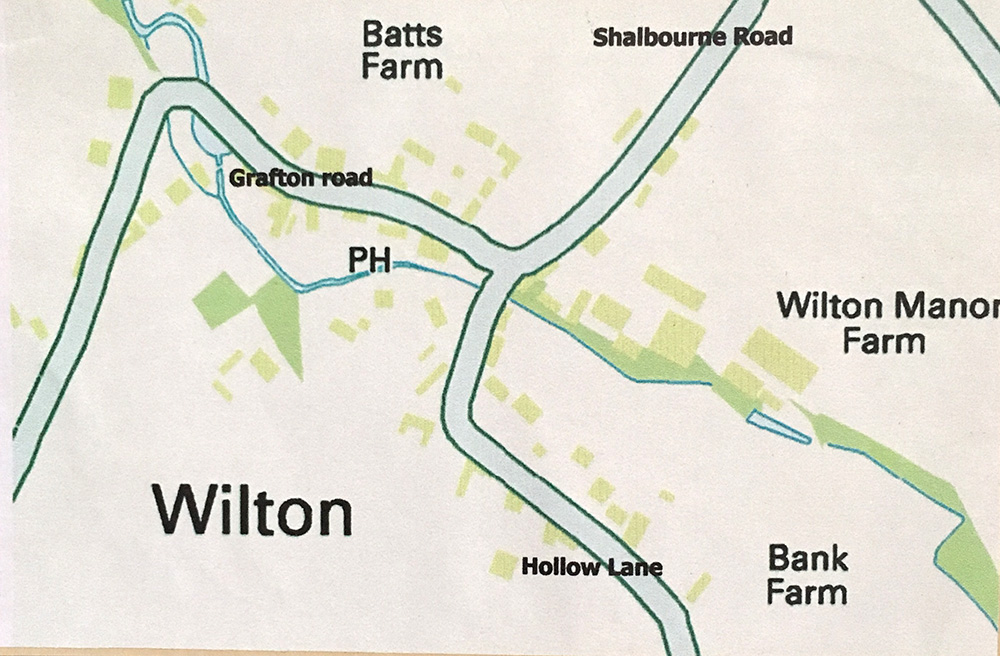 Batts
Farm
Shalbourne Road
Grafton road
PH
Wilton Manor
Farm
Wilton
Hollow Lane
Bank
Farm